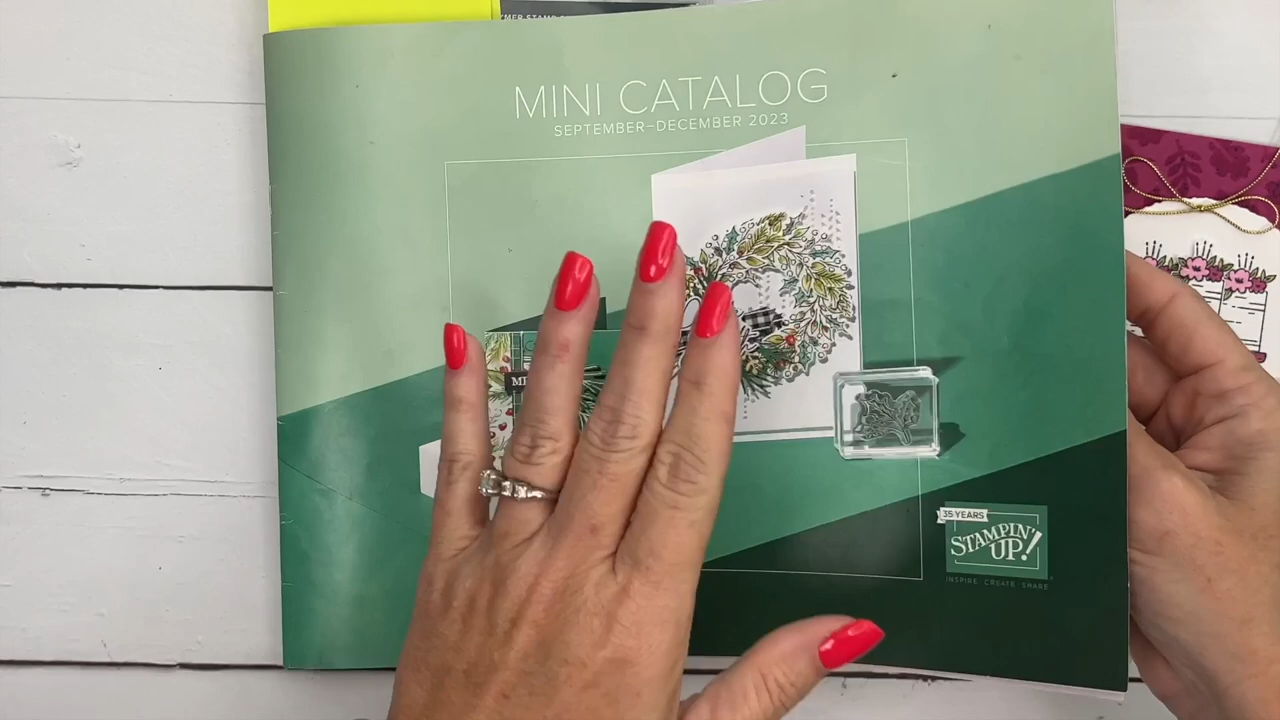 MINI CATALOG
SEPTEMBER–DECEMBER 2023
35 YEARS
STAMPIN'
UP!
INSPIRE · CREATE · SHARE